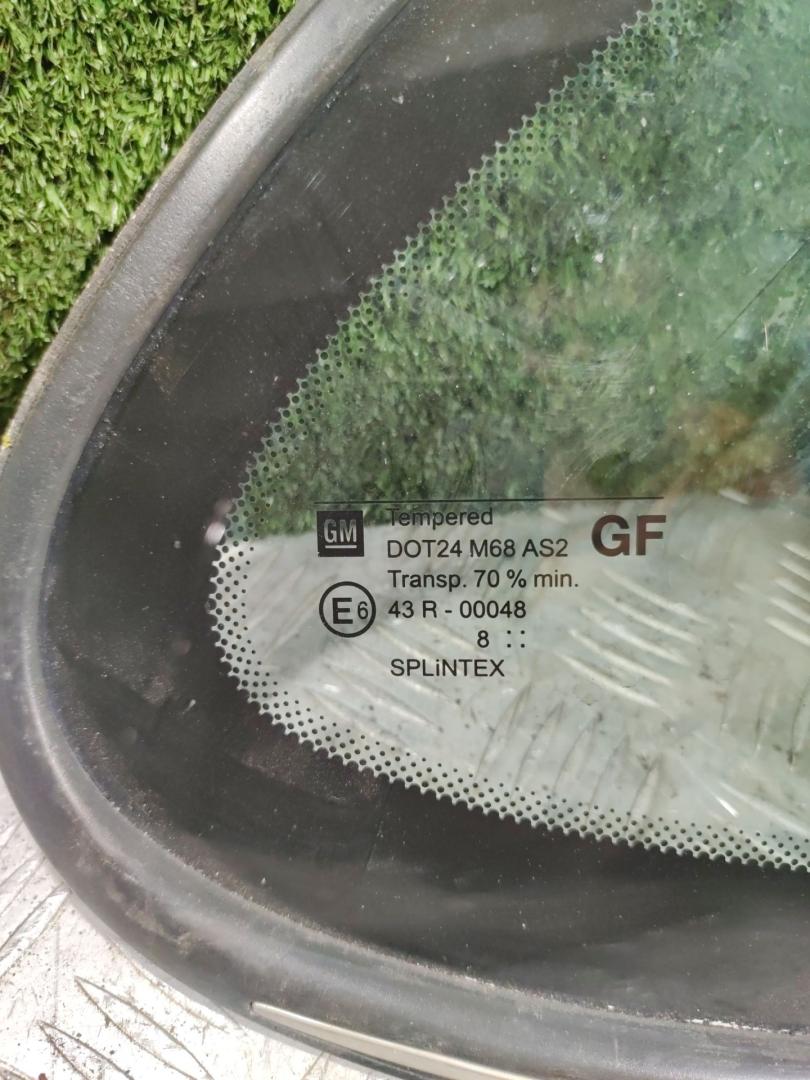 GM Tempered
DOT24 M68 AS2 GF
Transp. 70 % min.
E6 43 R - 00048
8 ::
SPLiNTEX